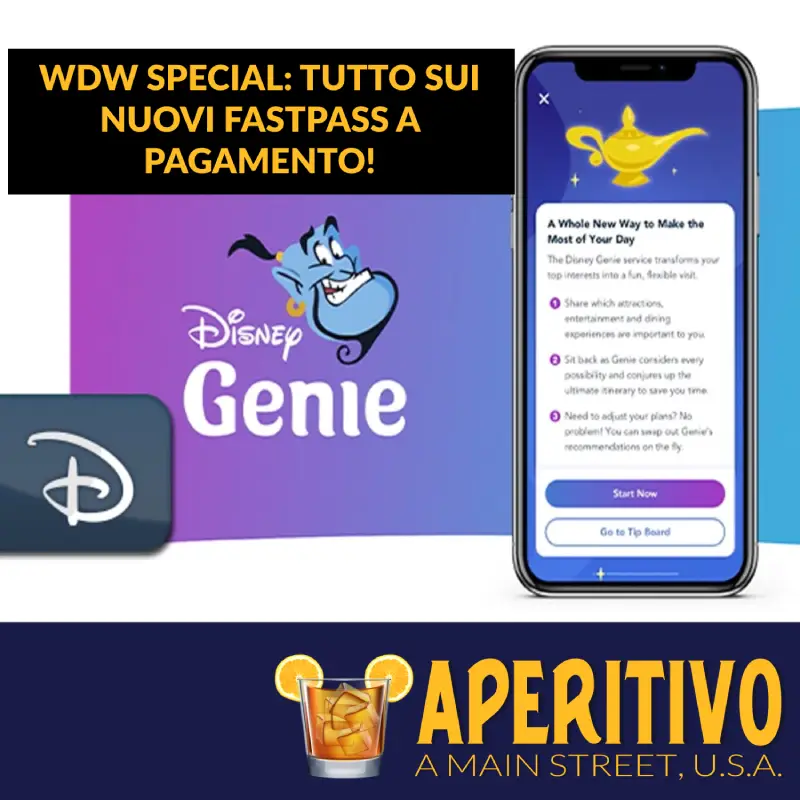 WDW SPECIAL: TUTTO SUI
NUOVI FASTPASS A
PAGAMENTO!
Disney
Genie
D
A Whole New Way to Make the
Most of Your Day
The Disney Genie service transforms your
top interests into a fun, flexible visit.
1 Share which attractions,
entertainment and dining
experiences are important to you.
2 Sit back as Genie considers every
possibility and conjures up the
ultimate itinerary to save you time.
3 Need to adjust your plans? No
problem! You can swap out Genie's
recommendations on the fly.
Start Now
Go to Tip Board
APERITIVO
A MAIN STREET, U.S.A.